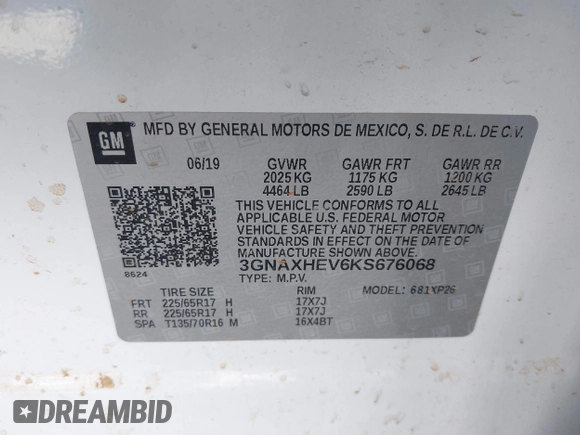 GM
MFD BY GENERAL MOTORS DE MEXICO, S. DE R.L. DE C.V.
06/19 GVWR GAWR FRT GAWR RR
2025 KG 1175 KG 1200 KG
4464 LB 2590 LB 2645 LB
THIS VEHICLE CONFORMS TO ALL
APPLICABLE U.S. FEDERAL MOTOR
VEHICLE SAFETY AND THEFT PREVENTION
STANDARDS IN EFFECT ON THE DATE OF
MANUFACTURE SHOWN ABOVE.
8624 3GNAXHEV6KS676068
TYPE: M.P.V.
TIRE SIZE RIM MODEL: 681XP26
FRT 225/65R17 H 17X7J
RR 225/65R17 H 17X7J
SPA T135/70R16 M 16X4BT
DREAMBID